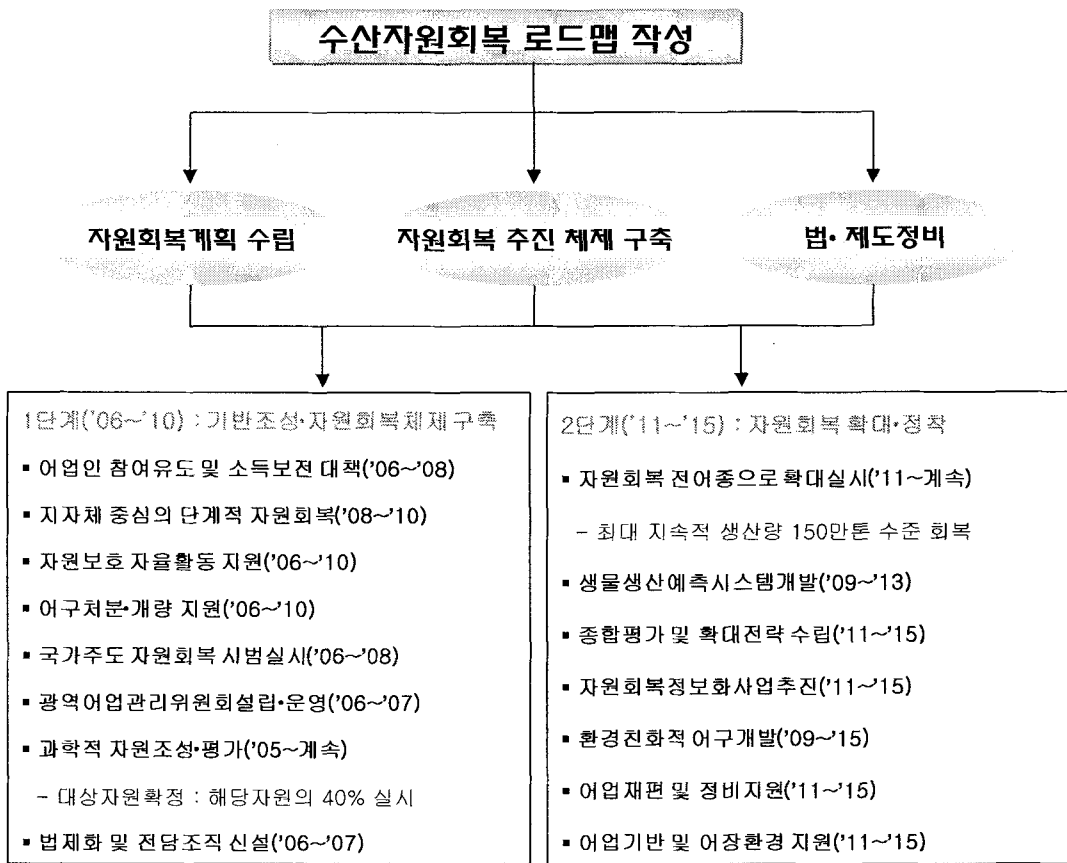 수산자원회복 로드맵 작성
자원회복계획 수립
자원회복 추진 체제 구축
법• 제도정비
1단계('06~'10) : 기반조성•자원회복체제 구축
▪ 어업인 참여유도 및 소득보전 대책('06~'08)
▪ 지자체 중심의 단계적 자원회복('08~'10)
▪ 자원보호 자율활동 지원('06~'10)
▪ 어구처분•개량 지원('06~'10)
▪ 국가주도 자원회복 시범실시('06~'08)
▪ 광역어업관리위원회설립•운영('06~'07)
▪ 과학적 자원조성•평가('05~계속)
– 대상자원확정 : 해당자원의 40% 실시
▪ 법제화 및 전담조직 신설('06~'07)
2단계('11~'15) : 자원회복 확대•정착
▪ 자원회복 전어종으로 확대실시('11~계속)
– 최대 지속적 생산량 150만톤 수준 회복
▪ 생물생산예측시스템개발('09~'13)
▪ 종합평가 및 확대전략 수립('11~'15)
▪ 자원회복정보화사업추진('11~'15)
▪ 환경친화적 어구개발('09~'15)
▪ 어업재편 및 정비지원('11~'15)
▪ 어업기반 및 어장환경 지원('11~'15)